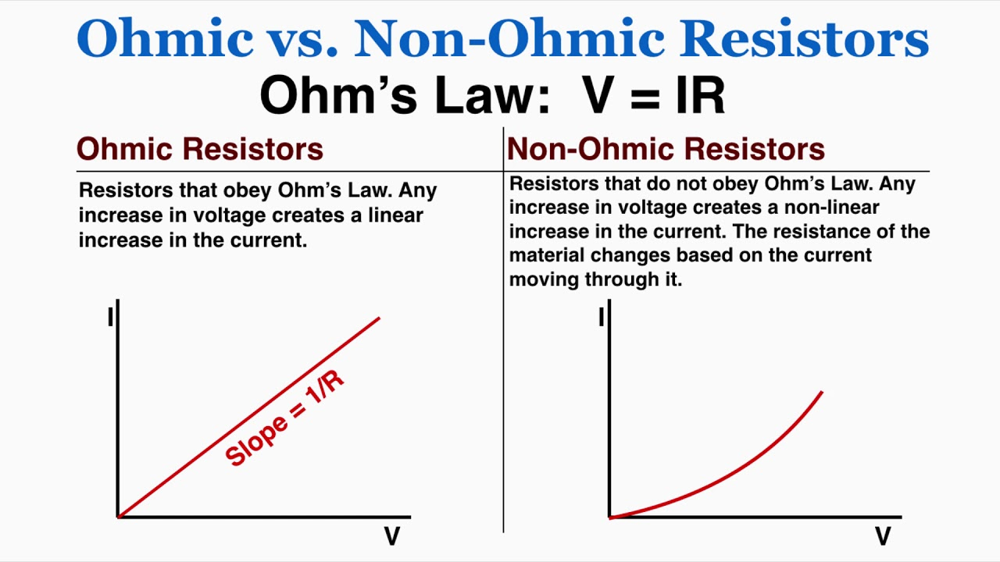 Ohmic vs. Non-Ohmic Resistors
Ohm’s Law:  V = IR
Ohmic Resistors
Resistors that obey Ohm’s Law. Any
increase in voltage creates a linear
increase in the current.
I
Slope = 1/R
V
Non-Ohmic Resistors
Resistors that do not obey Ohm’s Law. Any
increase in voltage creates a non-linear
increase in the current. The resistance of the
material changes based on the current
moving through it.
I
V